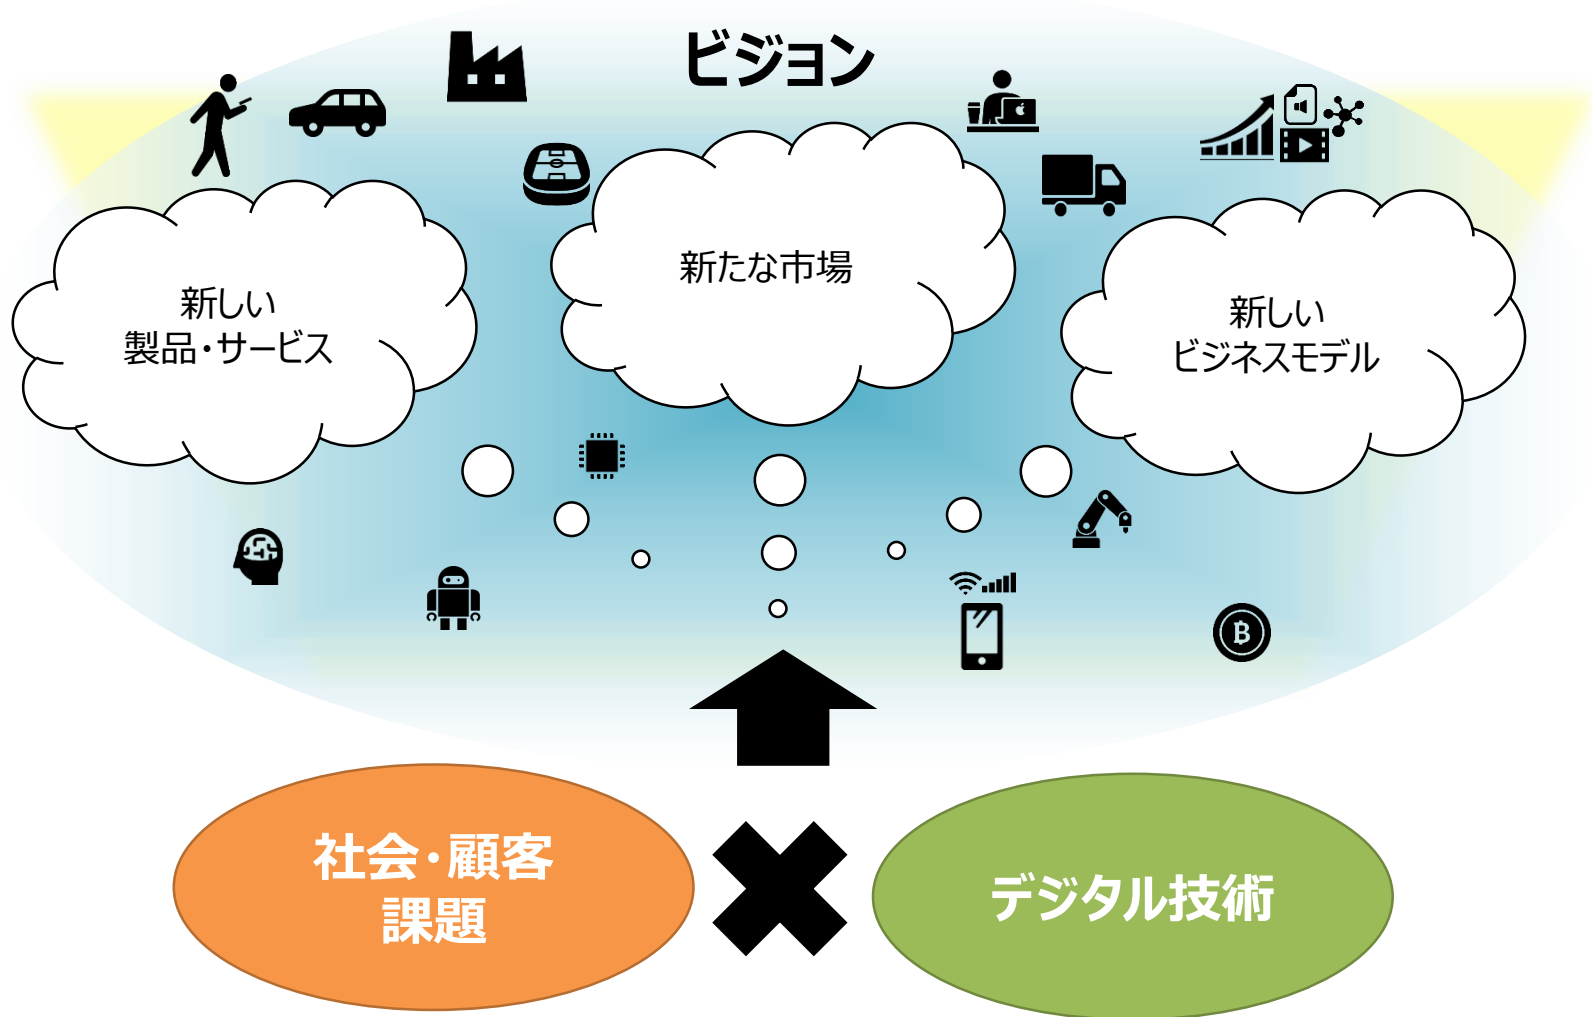 ビジョン
新しい
製品・サービス
新たな市場
新しい
ビジネスモデル
社会・顧客
課題
デジタル技術